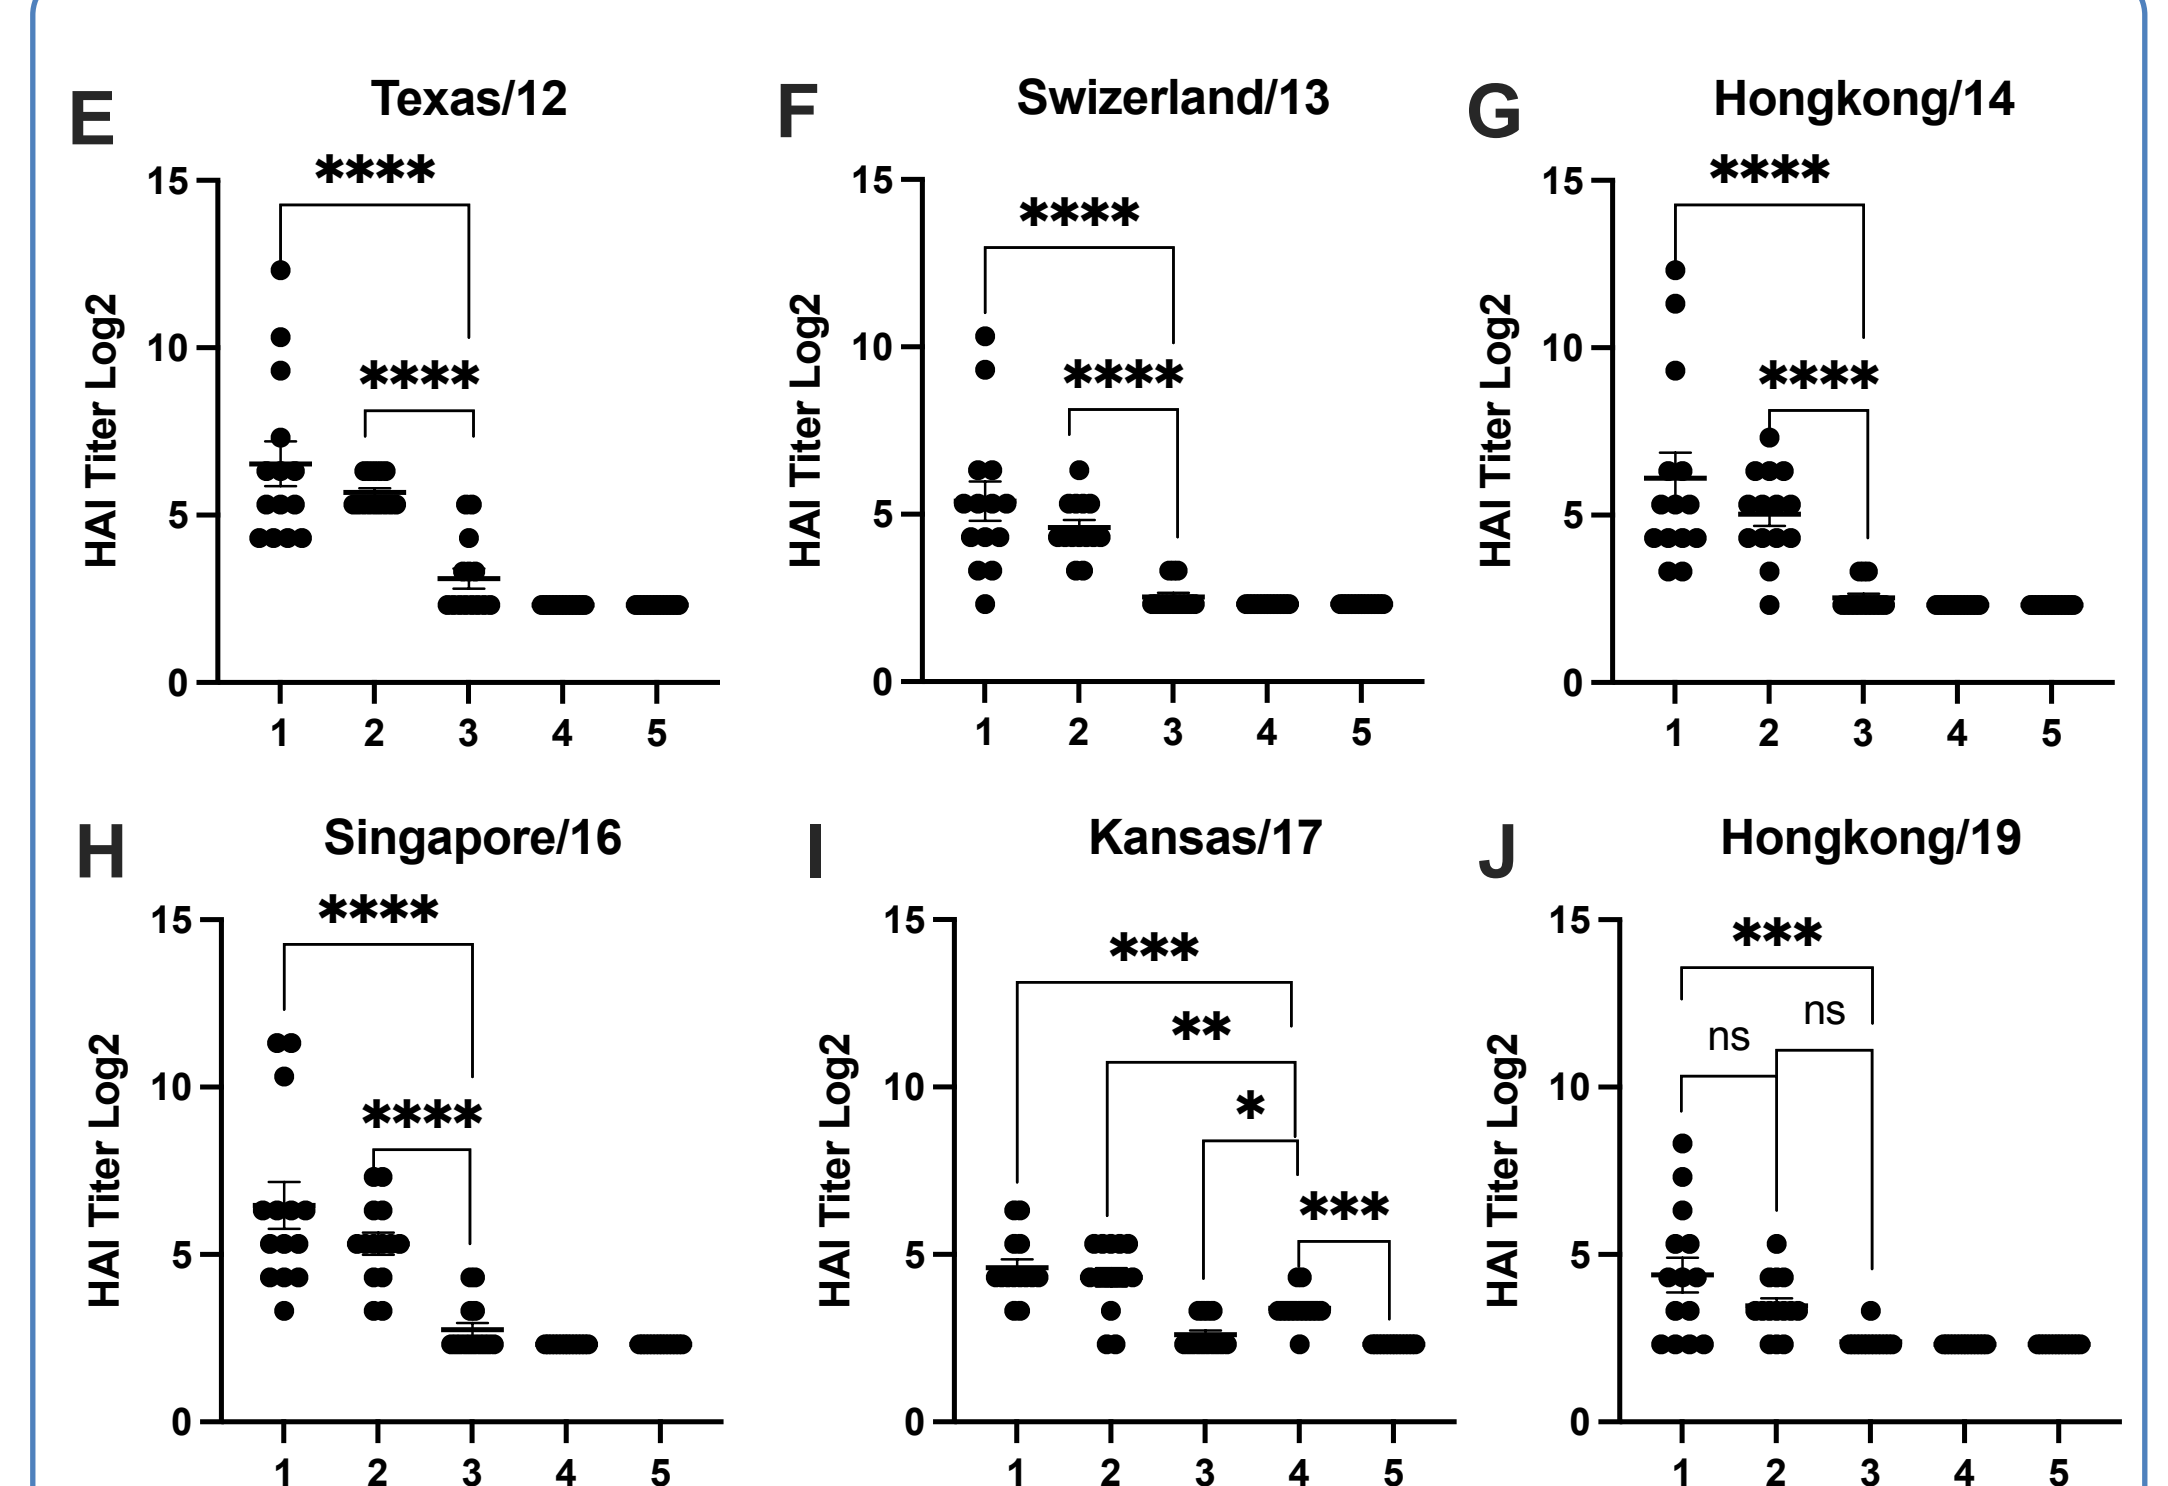 E Texas/12
****
15
10
5
0
****
HAI Titer Log2
1 2 3 4 5
F Swizerland/13
****
15
10
5
0
****
HAI Titer Log2
1 2 3 4 5
G Hongkong/14
****
15
10
5
0
****
HAI Titer Log2
1 2 3 4 5
H Singapore/16
****
15
10
5
0
****
HAI Titer Log2
1 2 3 4 5
I Kansas/17
15
10
5
0
***
**
*
***
HAI Titer Log2
1 2 3 4 5
J Hongkong/19
15
10
5
0
***
ns
ns
HAI Titer Log2
1 2 3 4 5